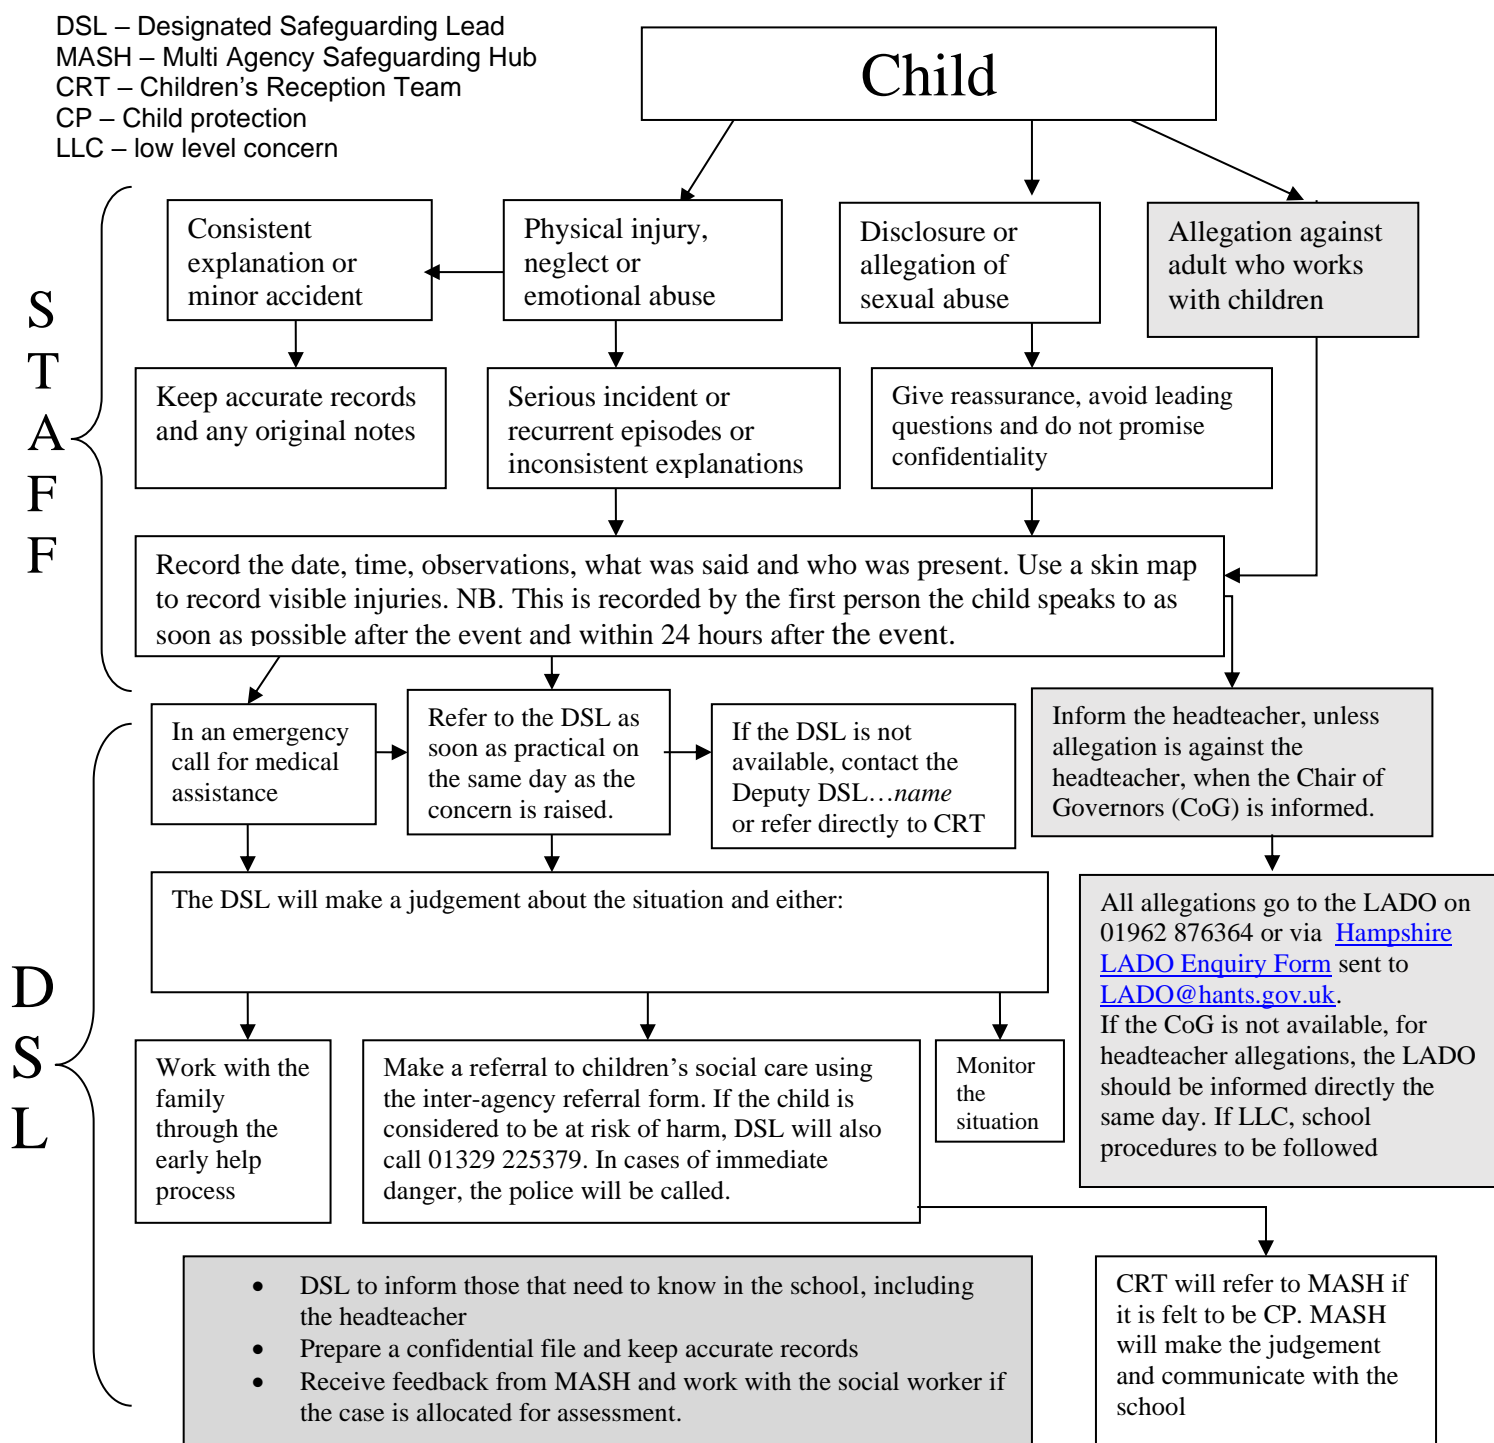 DSL – Designated Safeguarding Lead
MASH – Multi Agency Safeguarding Hub
CRT – Children's Reception Team
CP – Child protection
LLC – low level concern
Child
S
T
A
F
F
Consistent
explanation or
minor accident
Physical injury,
neglect or
emotional abuse
Disclosure or
allegation of
sexual abuse
Allegation against
adult who works
with children
Keep accurate records
and any original notes
Serious incident or
recurrent episodes or
inconsistent explanations
Give reassurance, avoid leading
questions and do not promise
confidentiality
Record the date, time, observations, what was said and who was present. Use a skin map
to record visible injuries. NB. This is recorded by the first person the child speaks to as
soon as possible after the event and within 24 hours after the event.
D
S
L
In an emergency
call for medical
assistance
Refer to the DSL as
soon as practical on
the same day as the
concern is raised.
If the DSL is not
available, contact the
Deputy DSL…name
or refer directly to CRT
Inform the headteacher, unless
allegation is against the
headteacher, when the Chair of
Governors (CoG) is informed.
The DSL will make a judgement about the situation and either:
All allegations go to the LADO on
01962 876364 or via Hampshire
LADO Enquiry Form sent to
LADO@hants.gov.uk.
If the CoG is not available, for
headteacher allegations, the LADO
should be informed directly the
same day. If LLC, school
procedures to be followed
Work with the
family
through the
early help
process
Make a referral to children's social care using
the inter-agency referral form. If the child is
considered to be at risk of harm, DSL will also
call 01329 225379. In cases of immediate
danger, the police will be called.
Monitor
the
situation
• DSL to inform those that need to know in the school, including
the headteacher
• Prepare a confidential file and keep accurate records
• Receive feedback from MASH and work with the social worker if
the case is allocated for assessment.
CRT will refer to MASH if
it is felt to be CP. MASH
will make the judgement
and communicate with the
school